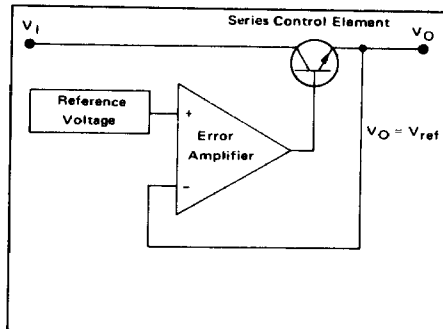 Series Control Element
VI
VO
Reference
Voltage
+
Error
Amplifier
−
VO = Vref